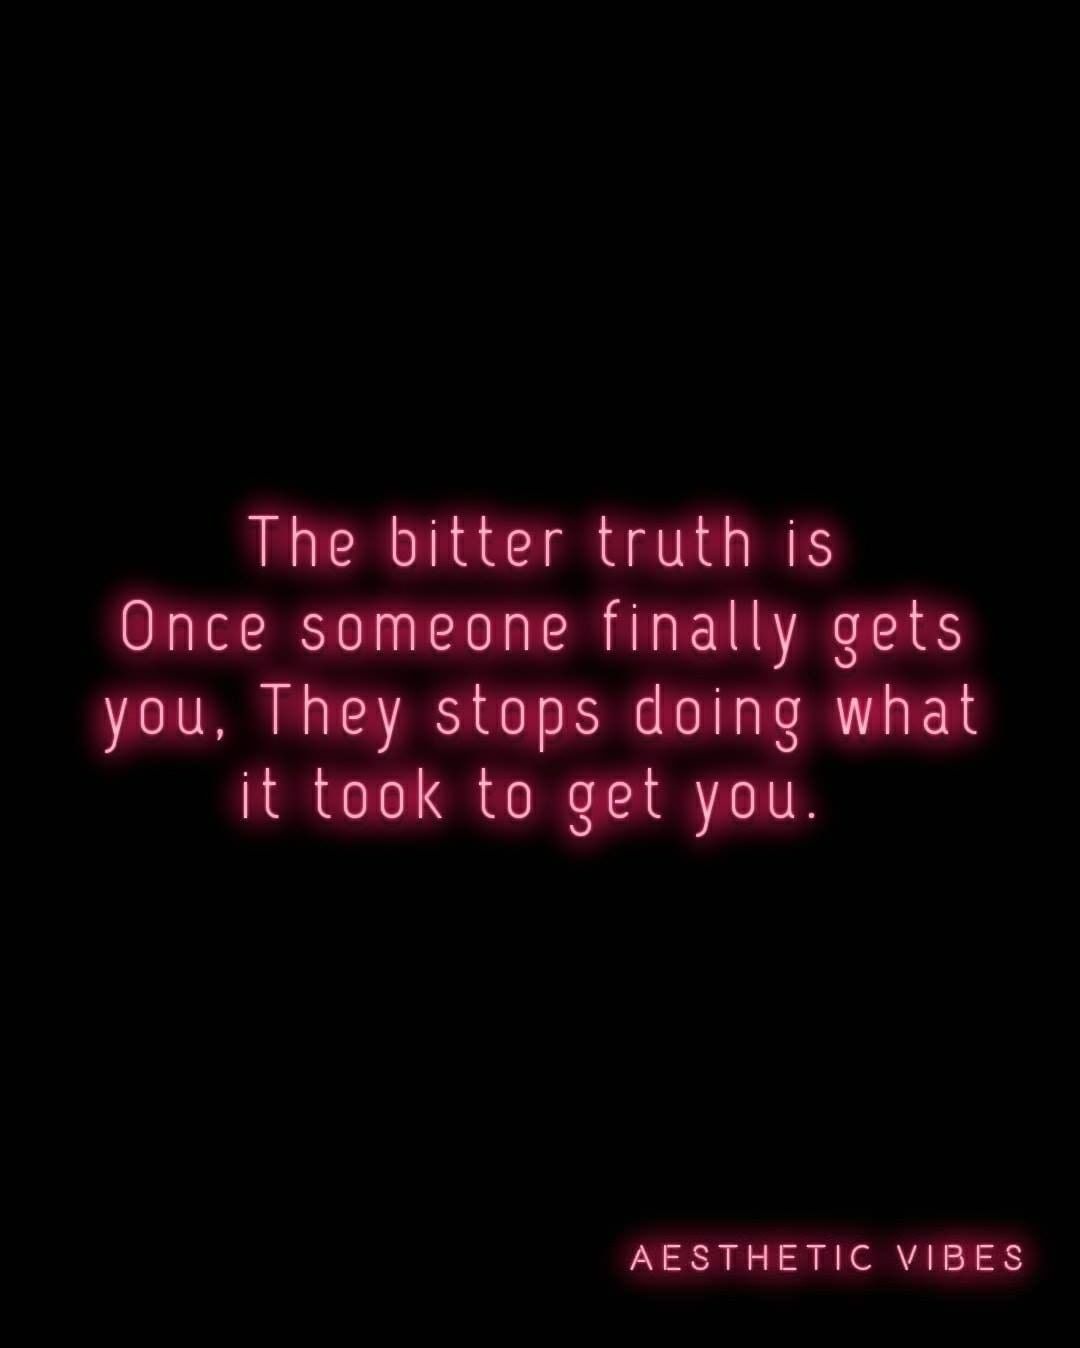 The bitter truth is
Once someone finally gets
you, They stops doing what
it took to get you.
AESTHETIC VIBES